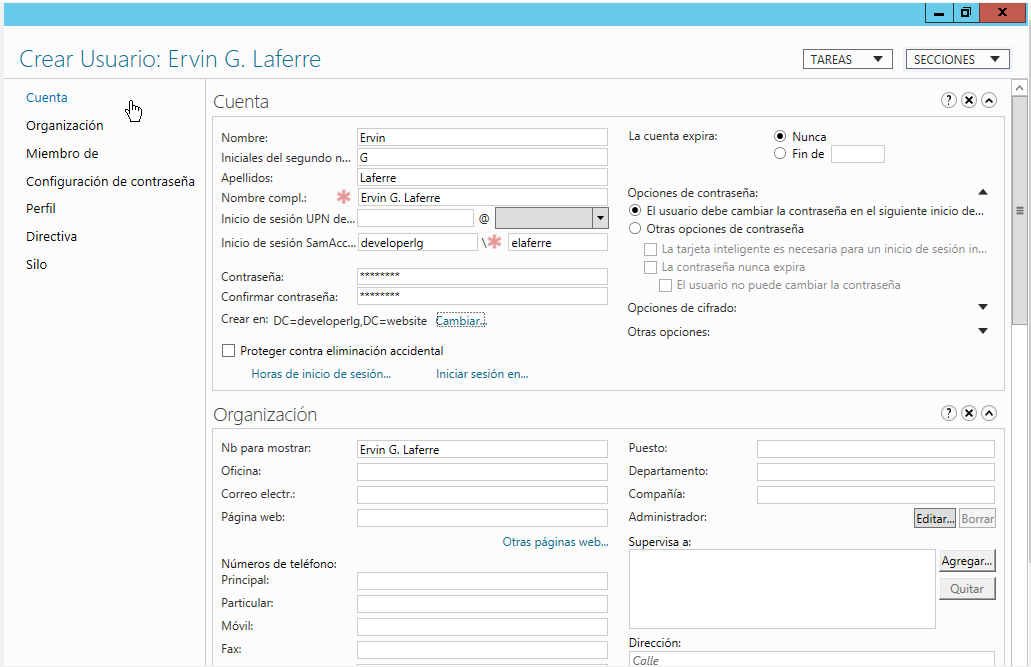 Crear Usuario: Ervin G. Laferre
TAREAS
SECCIONES
Cuenta
Organización
Miembro de
Configuración de contraseña
Perfil
Directiva
Silo
Cuenta
Nombre: Ervin
Iniciales del segundo n... G
Apellidos: Laferre
Nombre compl.: * Ervin G. Laferre
Inicio de sesión UPN de... @
Inicio de sesión SamAcc... developerlg \* elaferre
Contraseña: ********
Confirmar contraseña: ********
Crear en: DC=developerlg,DC=website Cambiar...
Proteger contra eliminación accidental
Horas de inicio de sesión... Iniciar sesión en...
La cuenta expira: Nunca
Fin de
Opciones de contraseña:
El usuario debe cambiar la contraseña en el siguiente inicio de...
Otras opciones de contraseña
La tarjeta inteligente es necesaria para un inicio de sesión in...
La contraseña nunca expira
El usuario no puede cambiar la contraseña
Opciones de cifrado:
Otras opciones:
Organización
Nb para mostrar: Ervin G. Laferre
Oficina:
Correo electr.:
Página web:
Otras páginas web...
Números de teléfono:
Principal:
Particular:
Móvil:
Fax:
Puesto:
Departamento:
Compañía:
Administrador: Editar... Borrar
Supervisa a:
Agregar...
Quitar
Dirección:
Calle